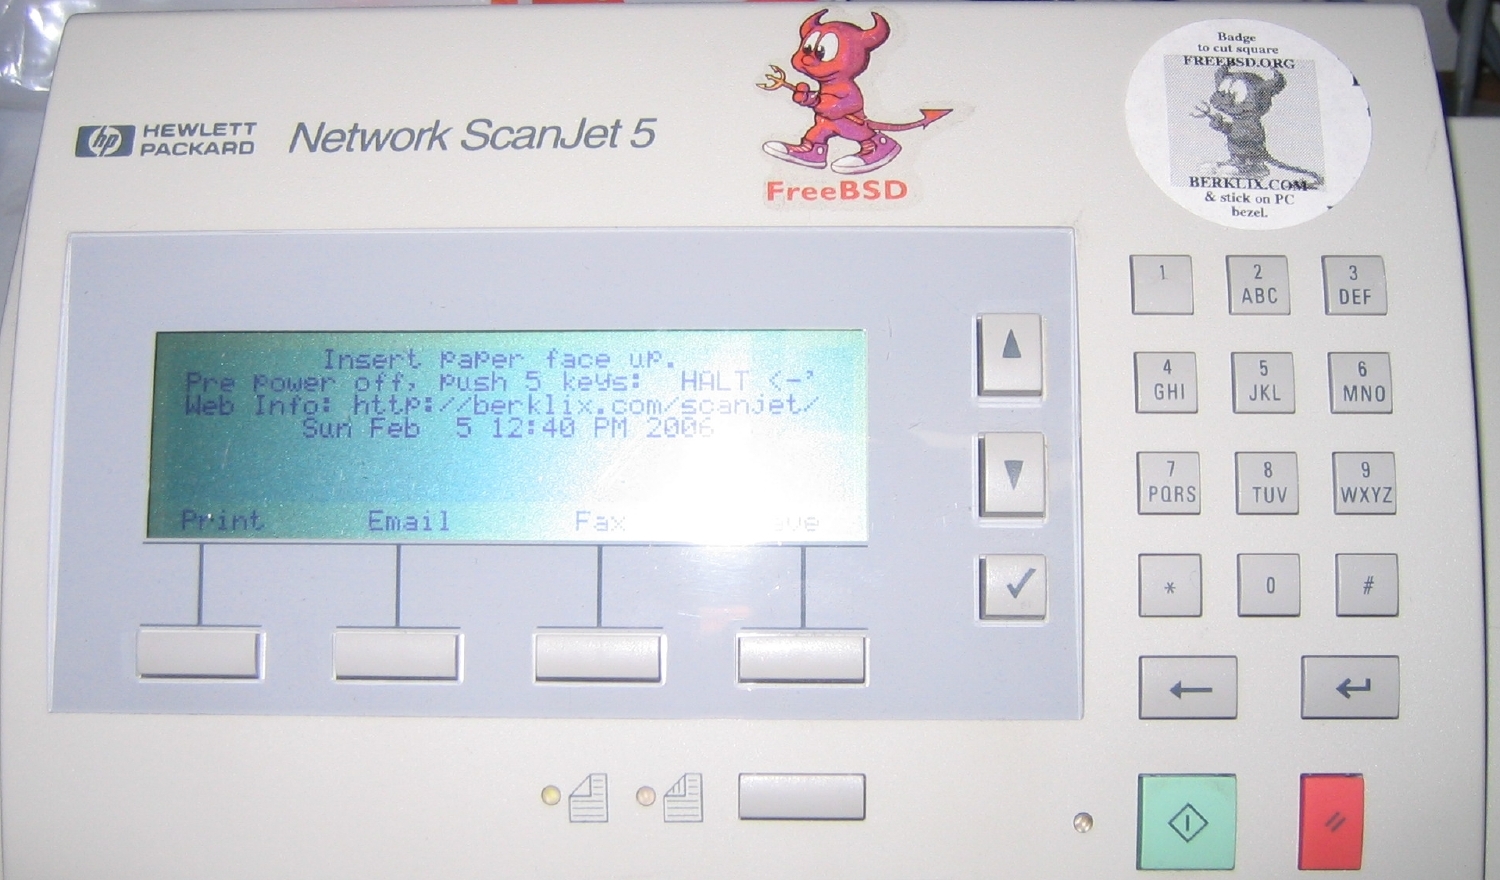 hp HEWLETT
PACKARD
Network ScanJet 5
FreeBSD
Badge
to cut square
FREEBSD.ORG
BERKLIX.COM
& stick on PC
bezel.
Insert paper face up.
Pre power off, push 5 keys: HALT <-'
Web Info: http://berklix.com/scanjet/
Sun Feb 5 12:40 PM 2006
Print Email Fax
1
2
ABC
3
DEF
4
GHI
5
JKL
6
MNO
7
PQRS
8
TUV
9
WXYZ
* 0 #